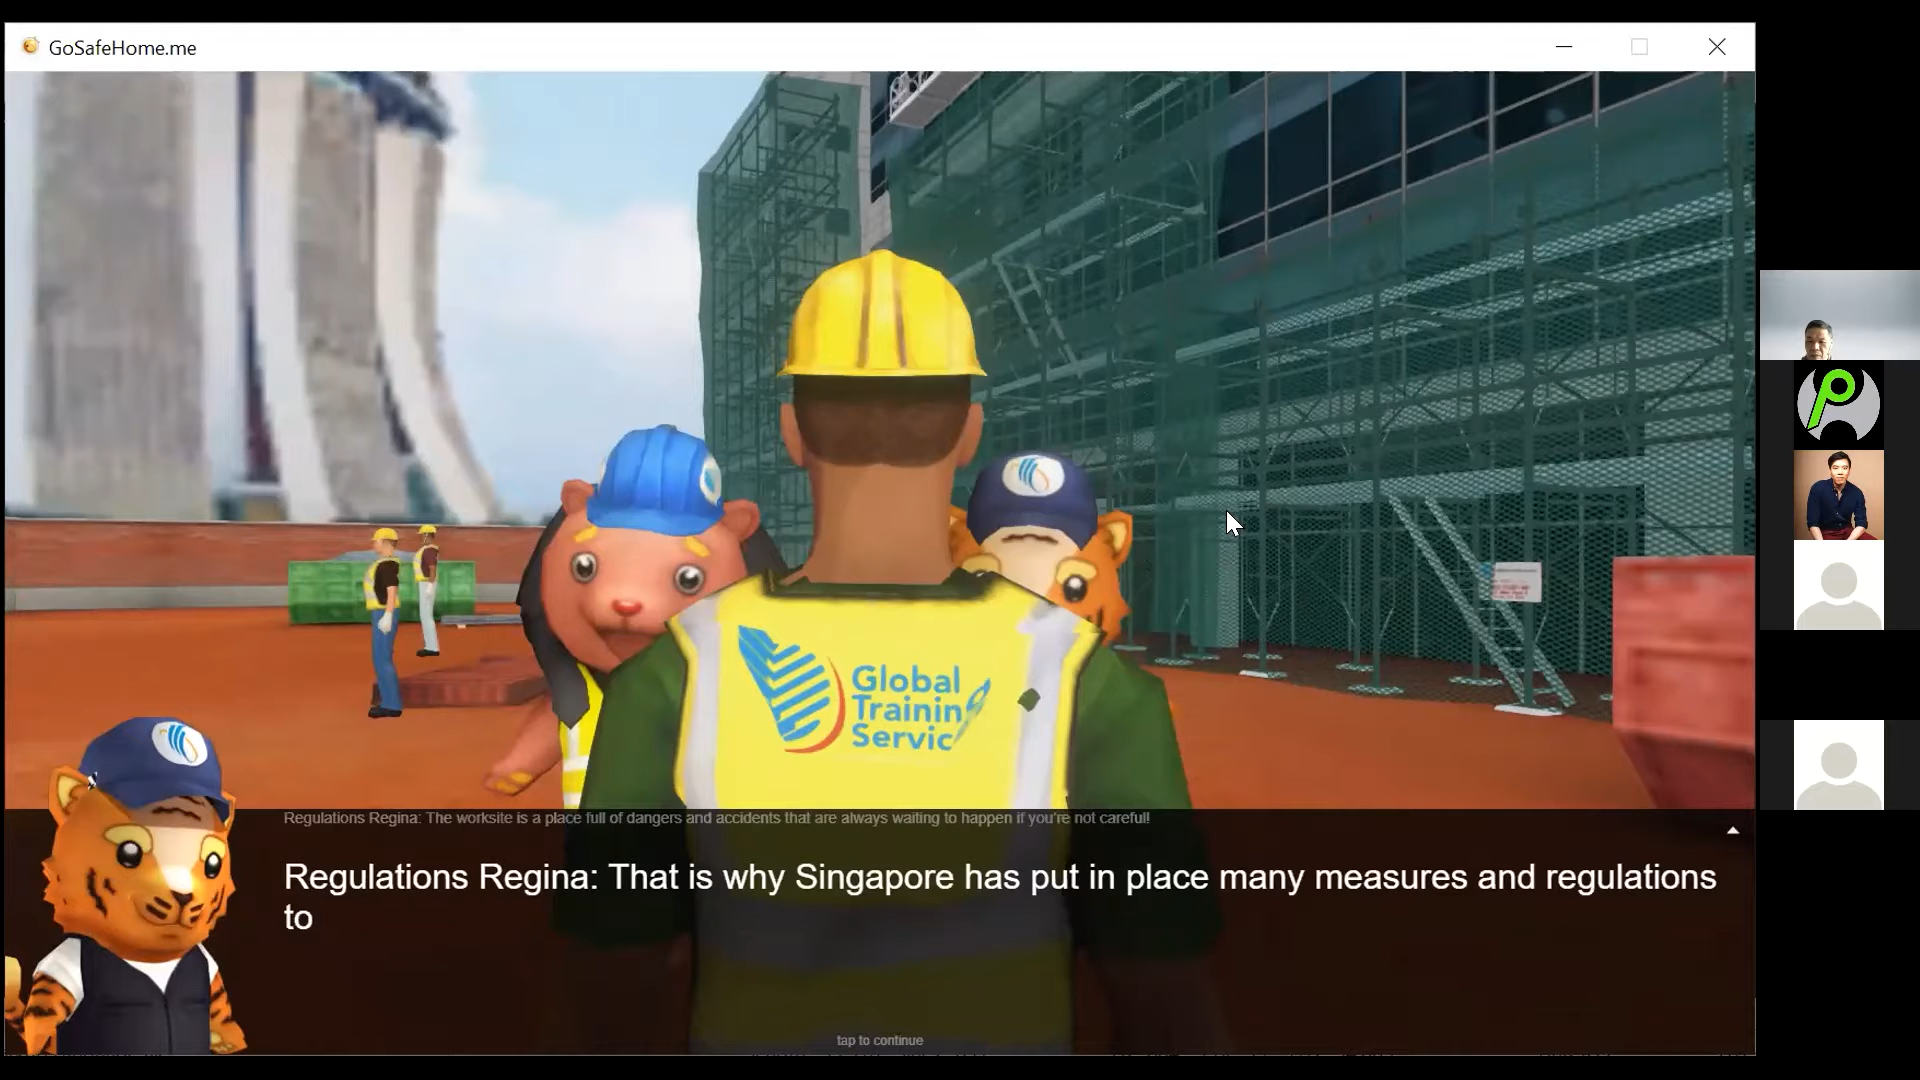 GoSafeHome.me
Global
Trainin
Servic
Regulations Regina: The worksite is a place full of dangers and accidents that are always waiting to happen if you're not careful!
Regulations Regina: That is why Singapore has put in place many measures and regulations
to
tap to continue